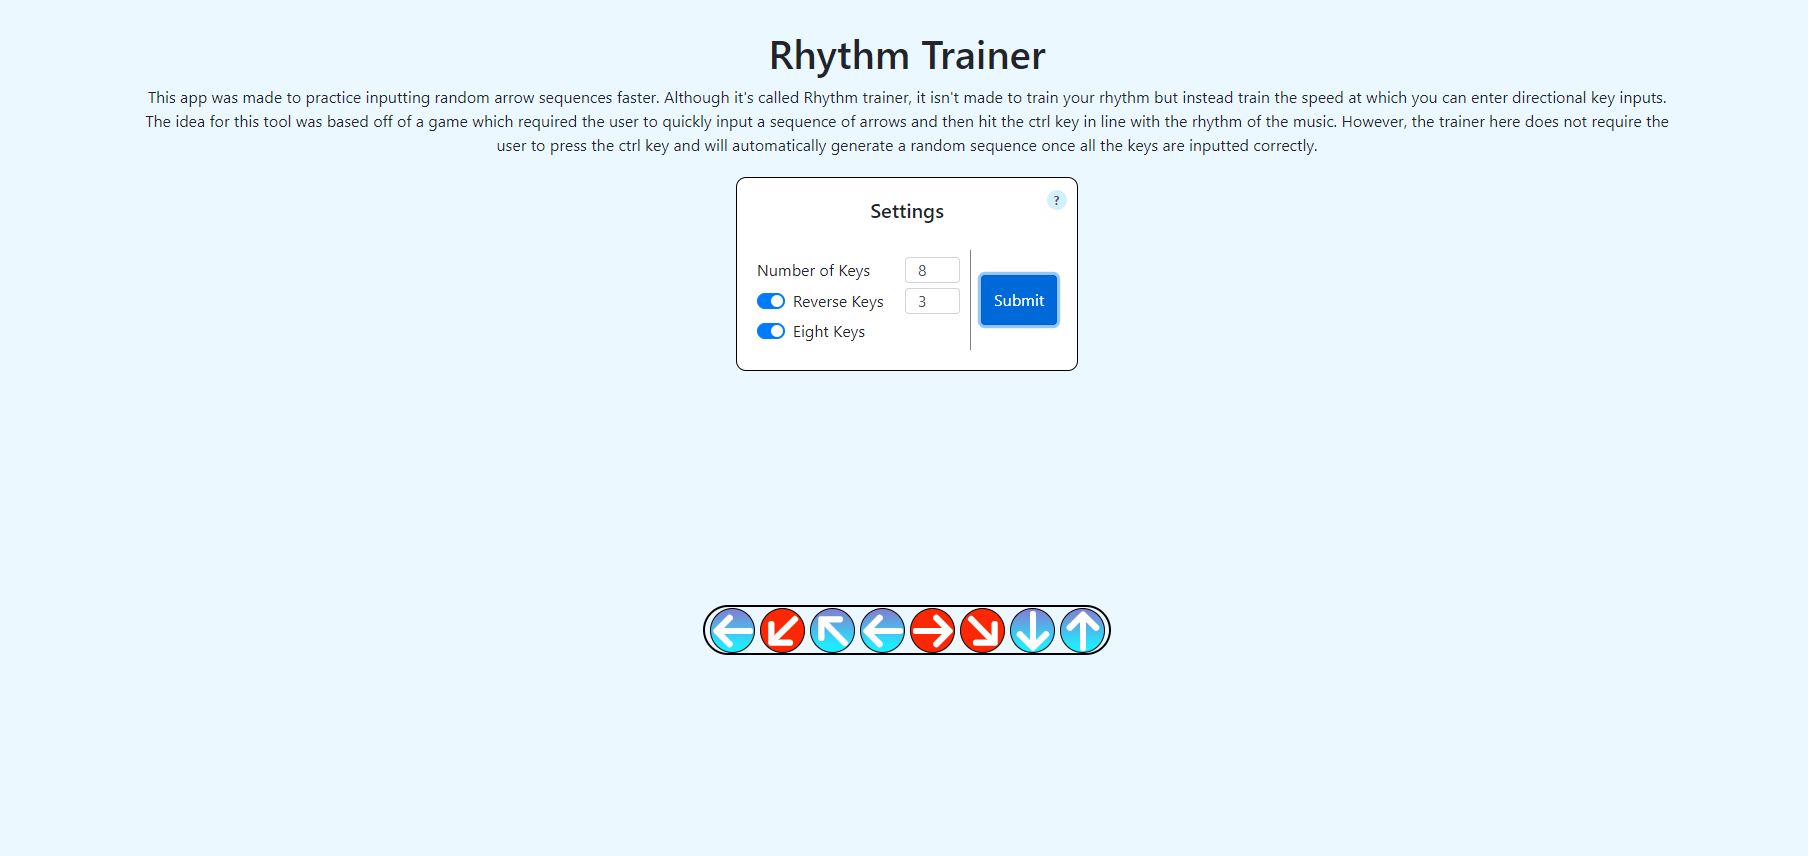 Rhythm Trainer
This app was made to practice inputting random arrow sequences faster. Although it's called Rhythm trainer, it isn't made to train your rhythm but instead train the speed at which you can enter directional key inputs.
The idea for this tool was based off of a game which required the user to quickly input a sequence of arrows and then hit the ctrl key in line with the rhythm of the music. However, the trainer here does not require the
user to press the ctrl key and will automatically generate a random sequence once all the keys are inputted correctly.
?
Settings
Number of Keys 8
Reverse Keys 3
Submit
Eight Keys